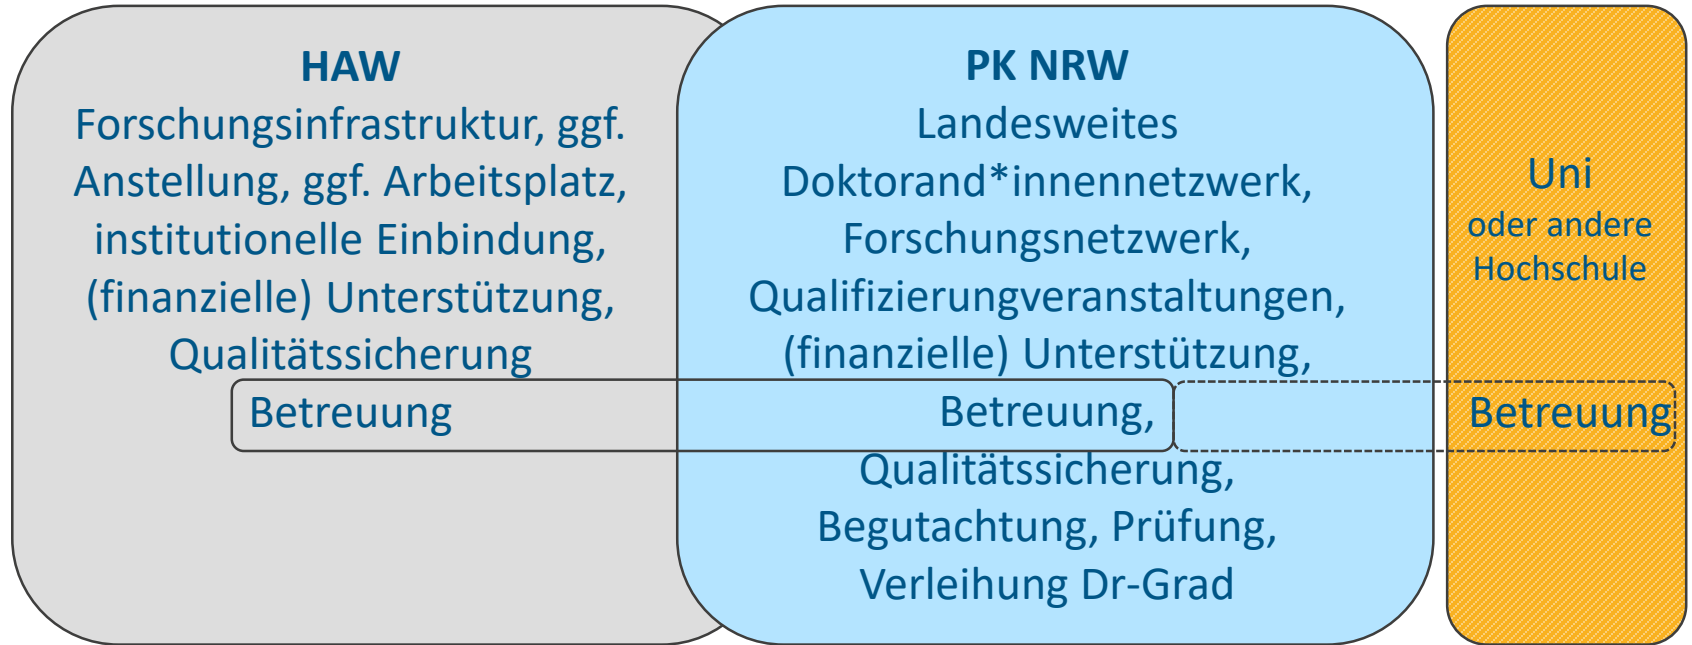 HAW
Forschungsinfrastruktur, ggf.
Anstellung, ggf. Arbeitsplatz,
institutionelle Einbindung,
(finanzielle) Unterstützung,
Qualitätssicherung
Betreuung
PK NRW
Landesweites
Doktorand*innennetzwerk,
Forschungsnetzwerk,
Qualifizierungveranstaltungen,
(finanzielle) Unterstützung,
Betreuung,
Qualitätssicherung,
Begutachtung, Prüfung,
Verleihung Dr-Grad
Uni
oder andere
Hochschule
Betreuung